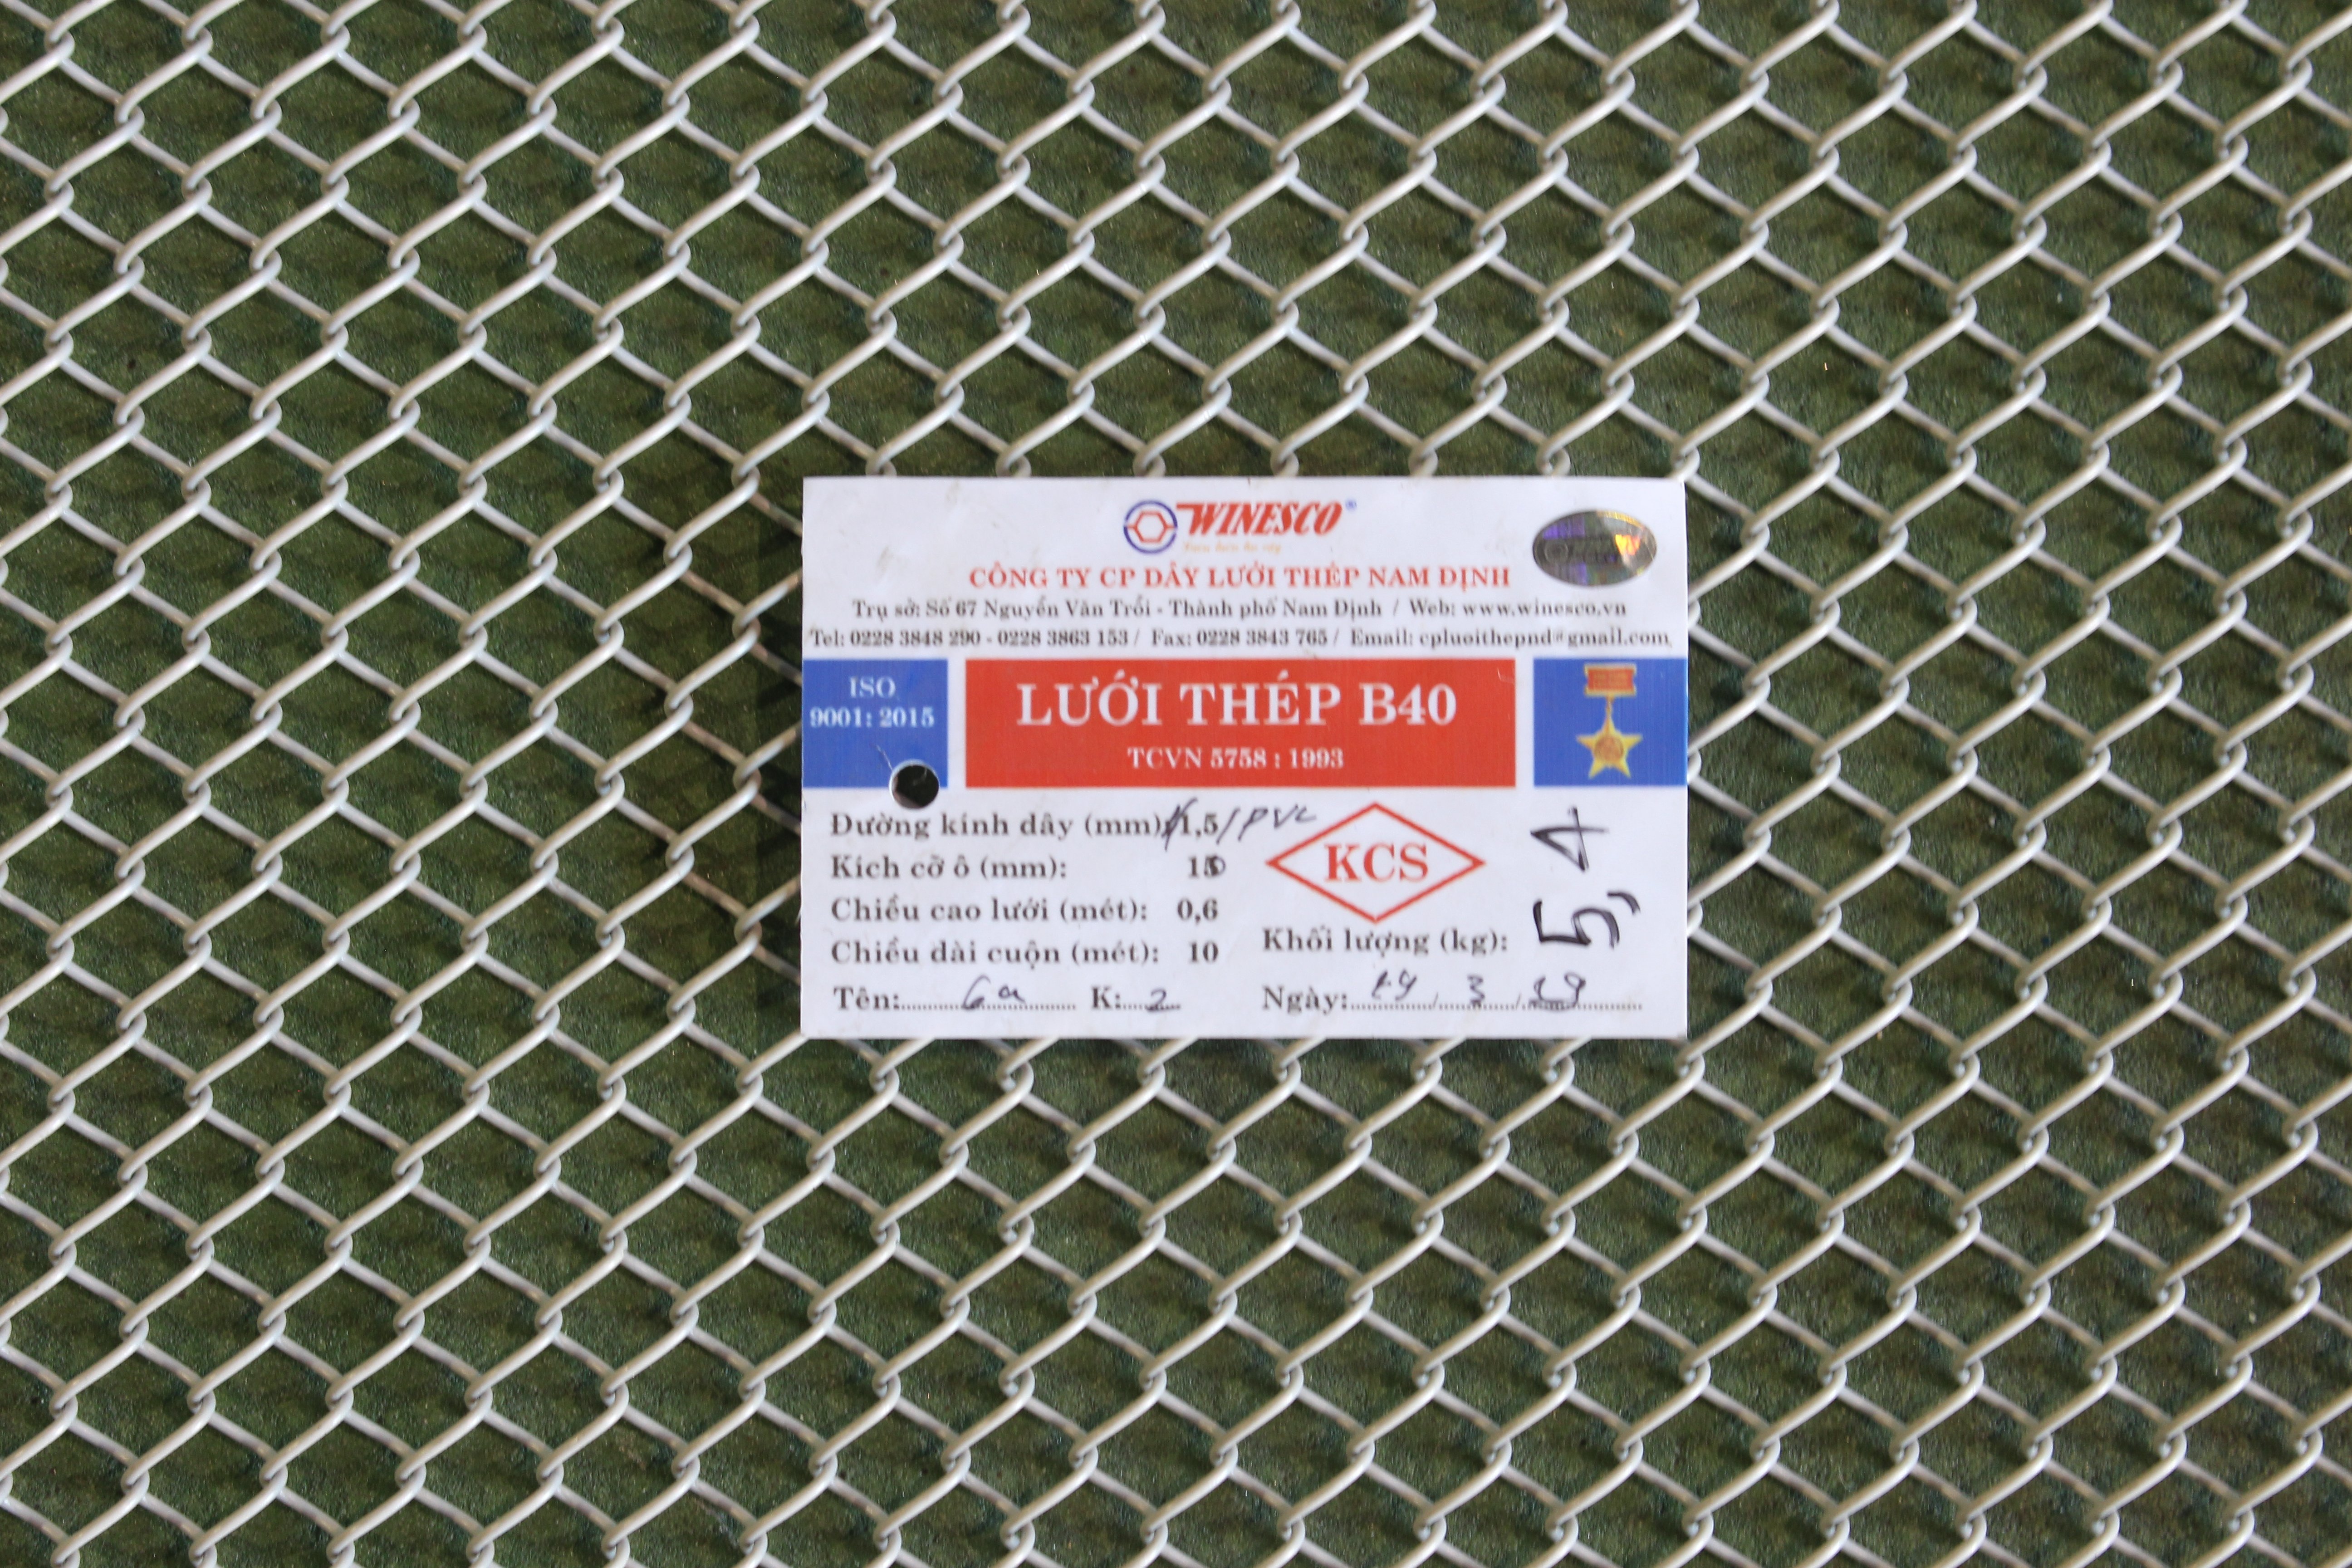 WINESCO®
CÔNG TY CP DÂY LƯỚI THÉP NAM ĐỊNH
Trụ sở: Số 67 Nguyễn Văn Trỗi - Thành phố Nam Định / Web: www.winesco.vn
Tel: 0228 3848 290 - 0228 3863 153 / Fax: 0228 3843 765 / Email: cpluoithepnd@gmail.com
ISO
9001: 2015
LƯỚI THÉP B40
TCVN 5758 : 1993
Đường kính dây (mm) 1,5/PVC
Kích cỡ ô (mm):
KCS
Chiều cao lưới (mét): 0,6
Chiều dài cuộn (mét): 10
Khối lượng (kg): 5,4
Tên: K: 2
Ngày: 3